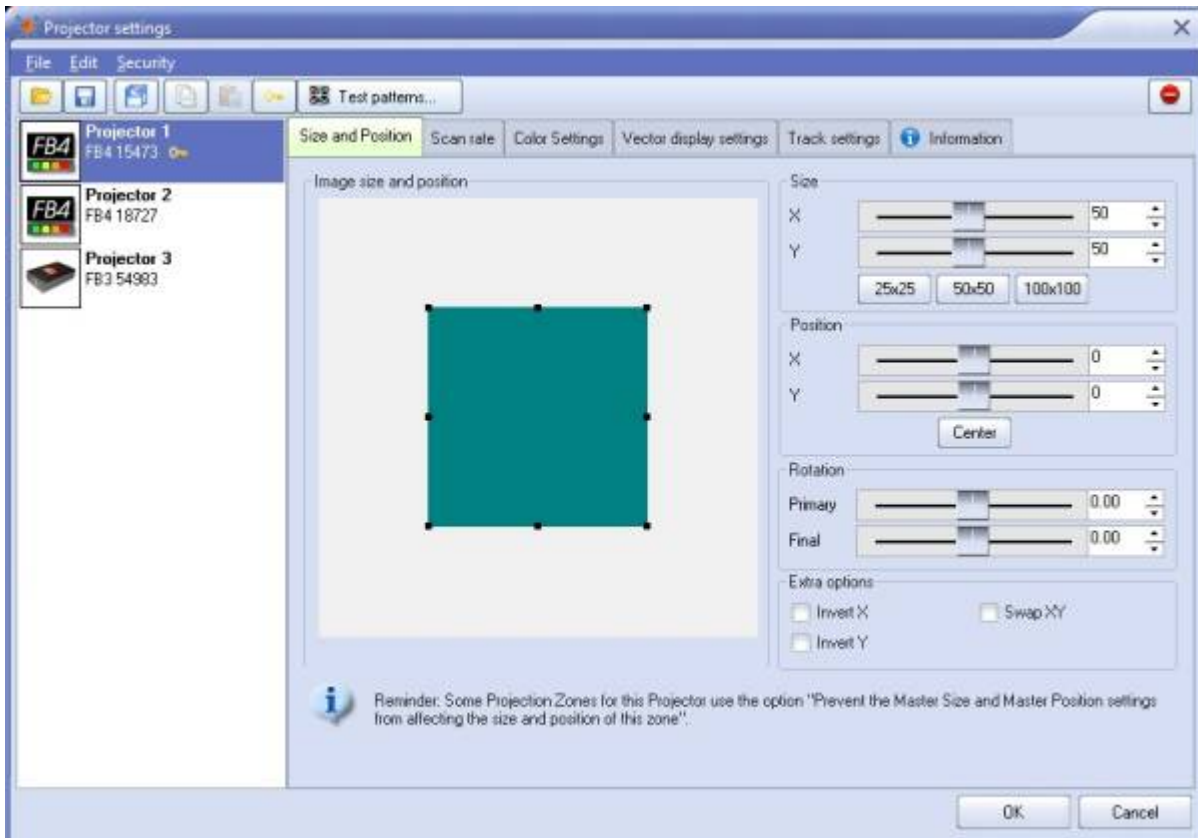 Projector settings
File Edit Security
Test patterns...
FB4
Projector 1
FB4 15473
FB4
Projector 2
FB4 18727
Projector 3
FB3 54983
Size and Position Scan rate Color Settings Vector display settings Track settings Information
Image size and position
Size
X 50
Y 50
25x25 50x50 100x100
Position
X 0
Y 0
Center
Rotation
Primary 0.00
Final 0.00
Extra options
Invert X Swap XY
Invert Y
Reminder: Some Projection Zones for this Projector use the option "Prevent the Master Size and Master Position settings
from affecting the size and position of this zone".
OK Cancel